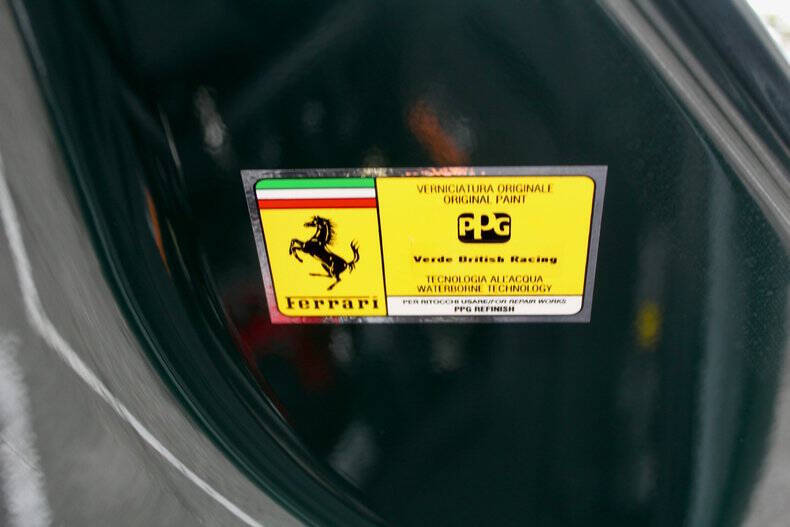 Ferrari
VERNICIATURA ORIGINALE
ORIGINAL PAINT
PPG
Verde British Racing
TECNOLOGIA ALL'ACQUA
WATERBORNE TECHNOLOGY
PER RITOCCHI USARE/FOR REPAIR WORKS
PPG REFINISH